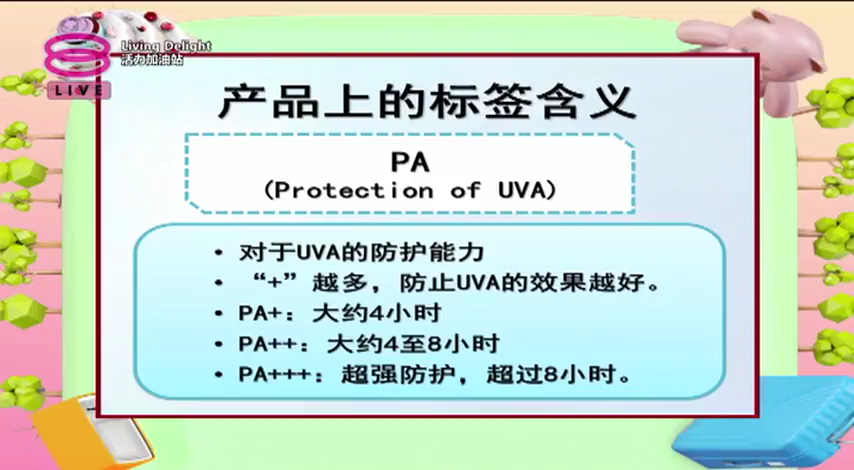 Living Delight
活力加油站
LIVE
产品上的标签含义
PA
(Protection of UVA)
• 对于UVA的防护能力
• “+”越多，防止UVA的效果越好。
• PA+：大约4小时
• PA++：大约4至8小时
• PA+++：超强防护，超过8小时。